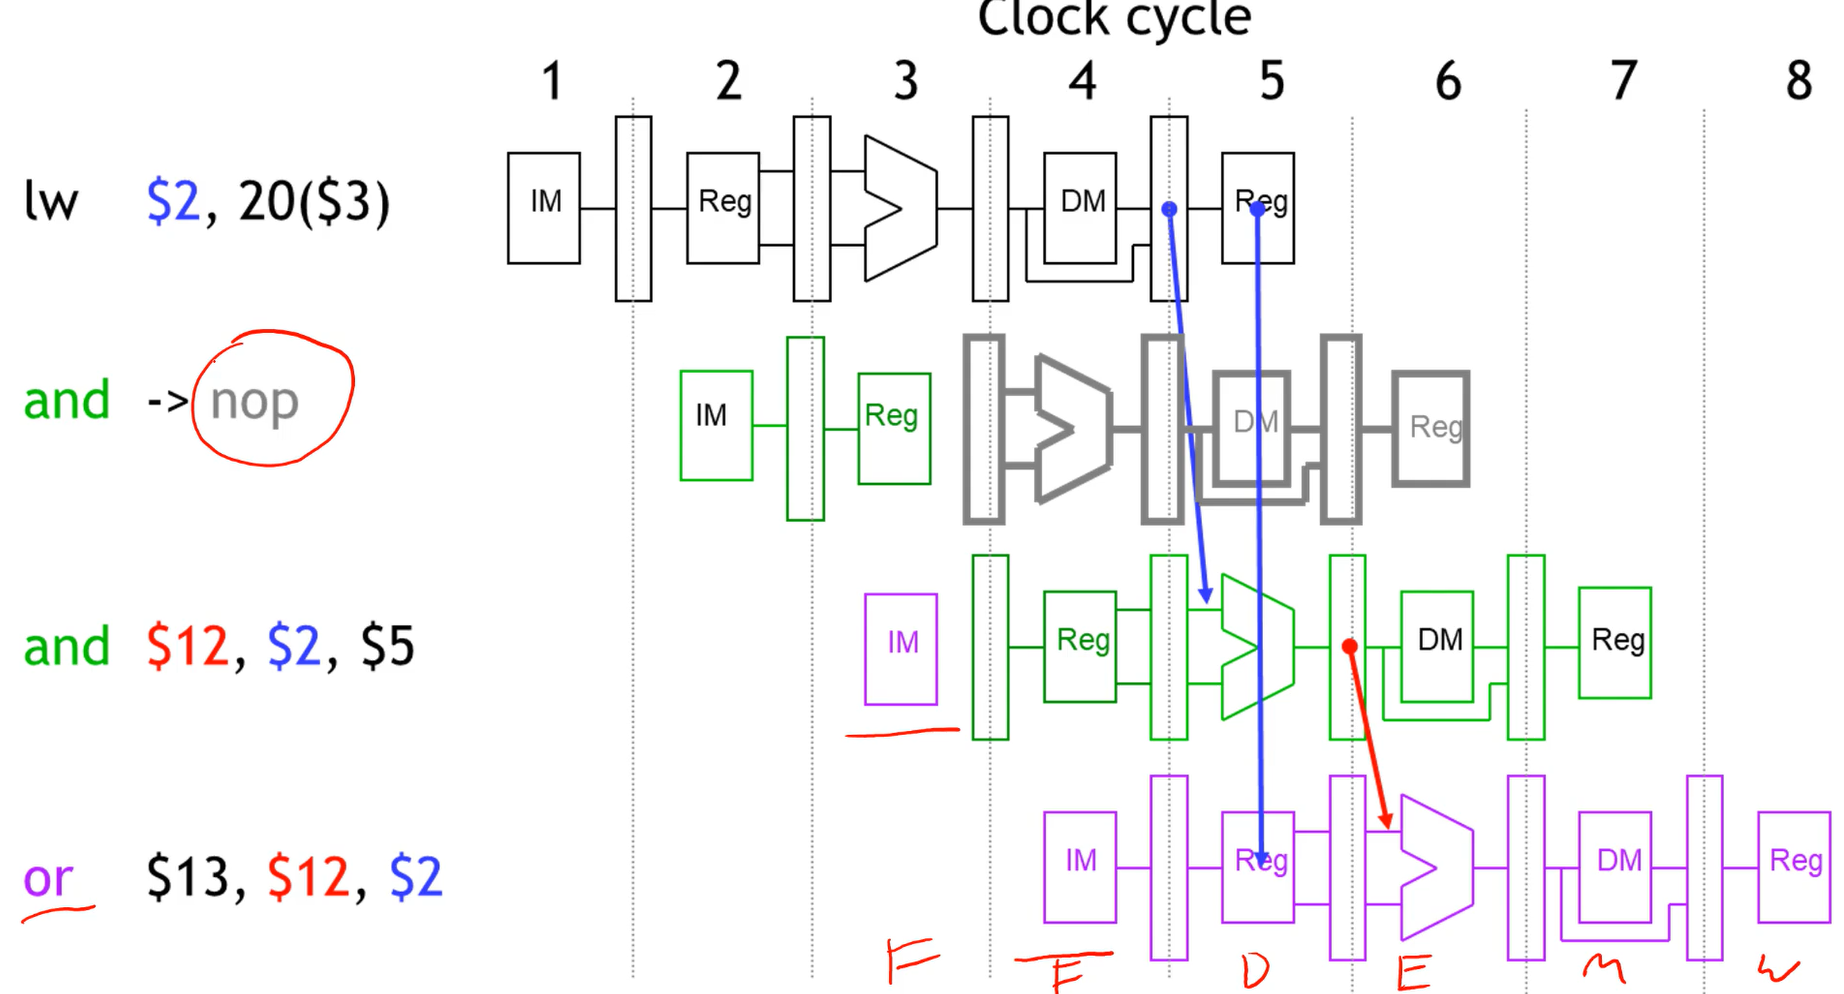 Clock cycle
1 2 3 4 5 6 7 8
lw $2, 20($3) IM Reg DM Reg
and -> nop IM Reg DM Reg
and $12, $2, $5 IM Reg DM Reg
or $13, $12, $2 IM Reg DM Reg
F F D E M W